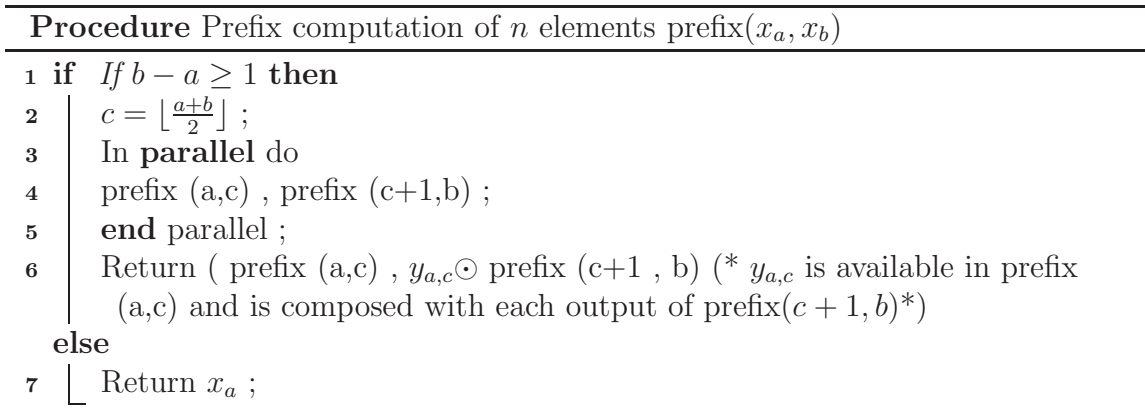 Procedure Prefix computation of n elements prefix(x_a, x_b)
1 if If b − a ≥ 1 then
2 c = ⌊(a+b)/2⌋ ;
3 In parallel do
4 prefix (a,c) , prefix (c+1,b) ;
5 end parallel ;
6 Return ( prefix (a,c) , y_{a,c}⊙ prefix (c+1 , b) (* y_{a,c} is available in prefix
(a,c) and is composed with each output of prefix(c + 1, b)*)
else
7 Return x_a ;